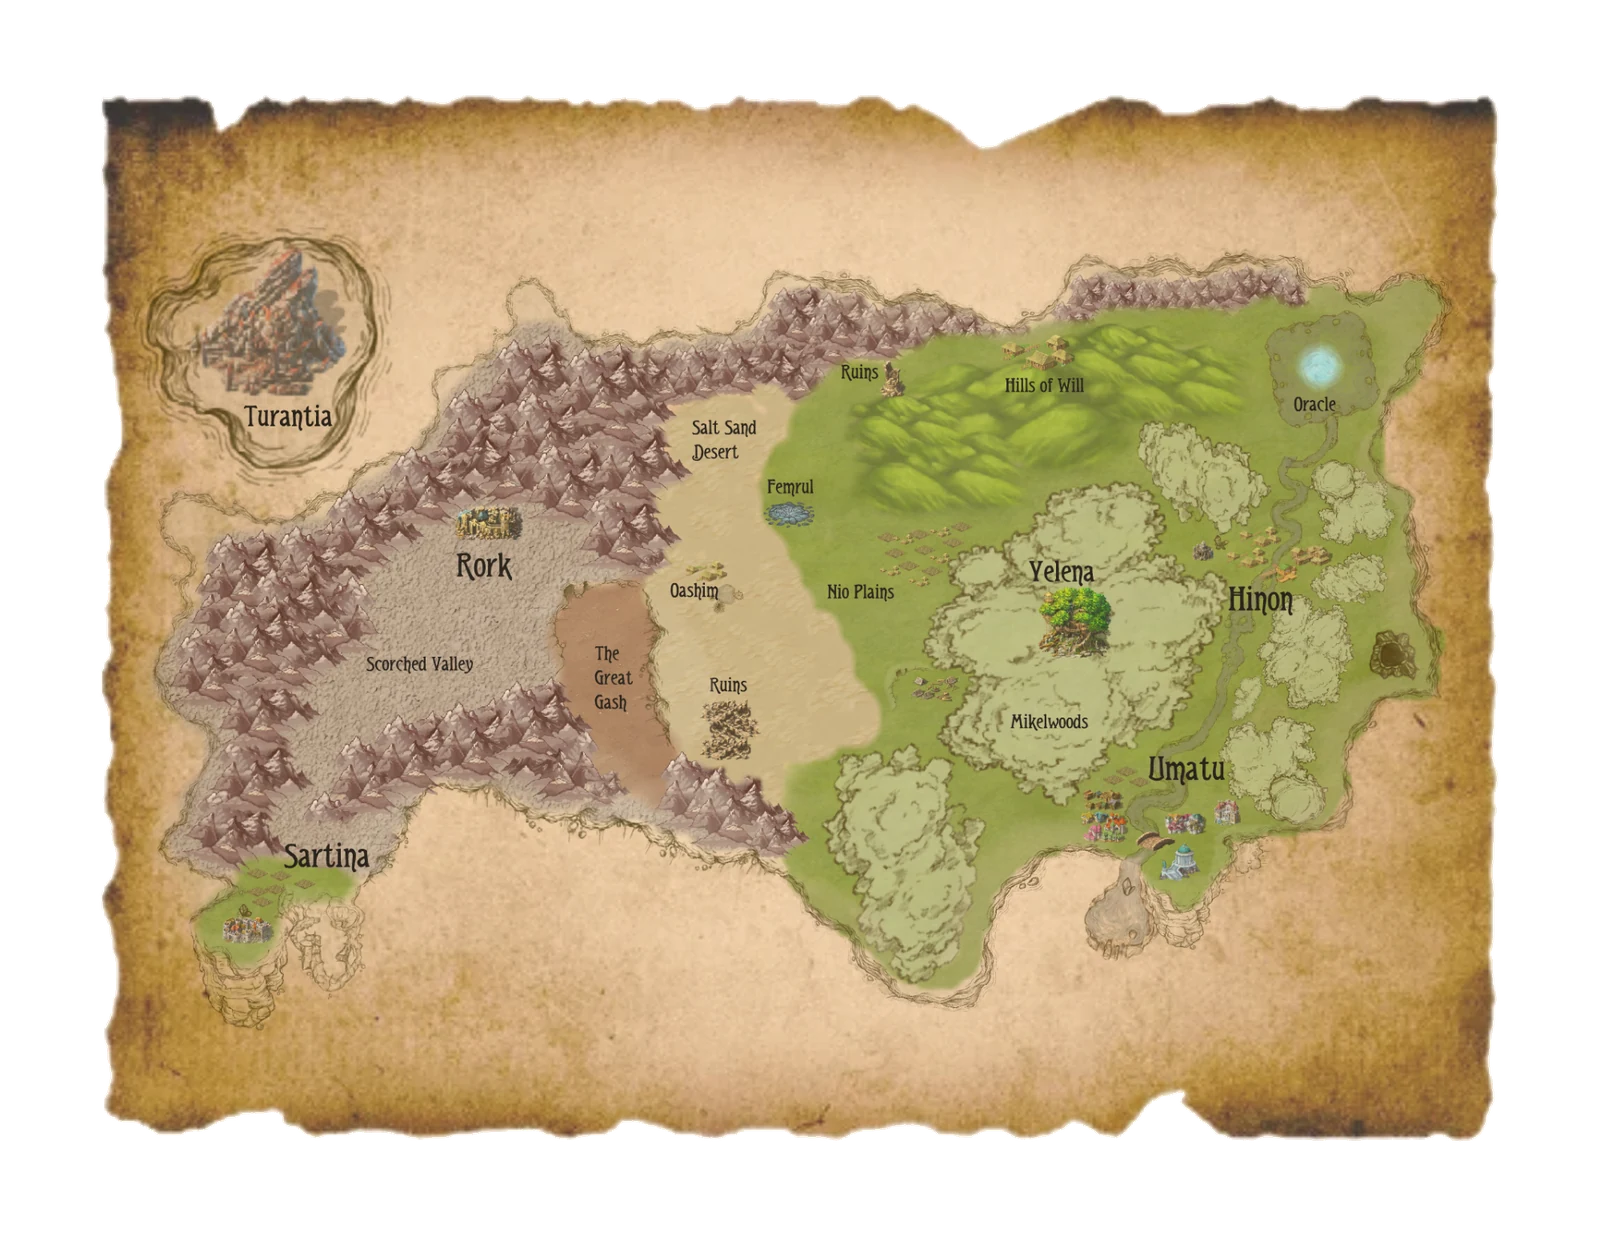 Turantia
Ruins
Hills of Will
Oracle
Salt Sand
Desert
Femrul
Rork
Oashim
Nio Plains
Yelena
Hinon
Scorched Valley
The
Great
Gash
Ruins
Mikelwoods
Umatu
Sartina